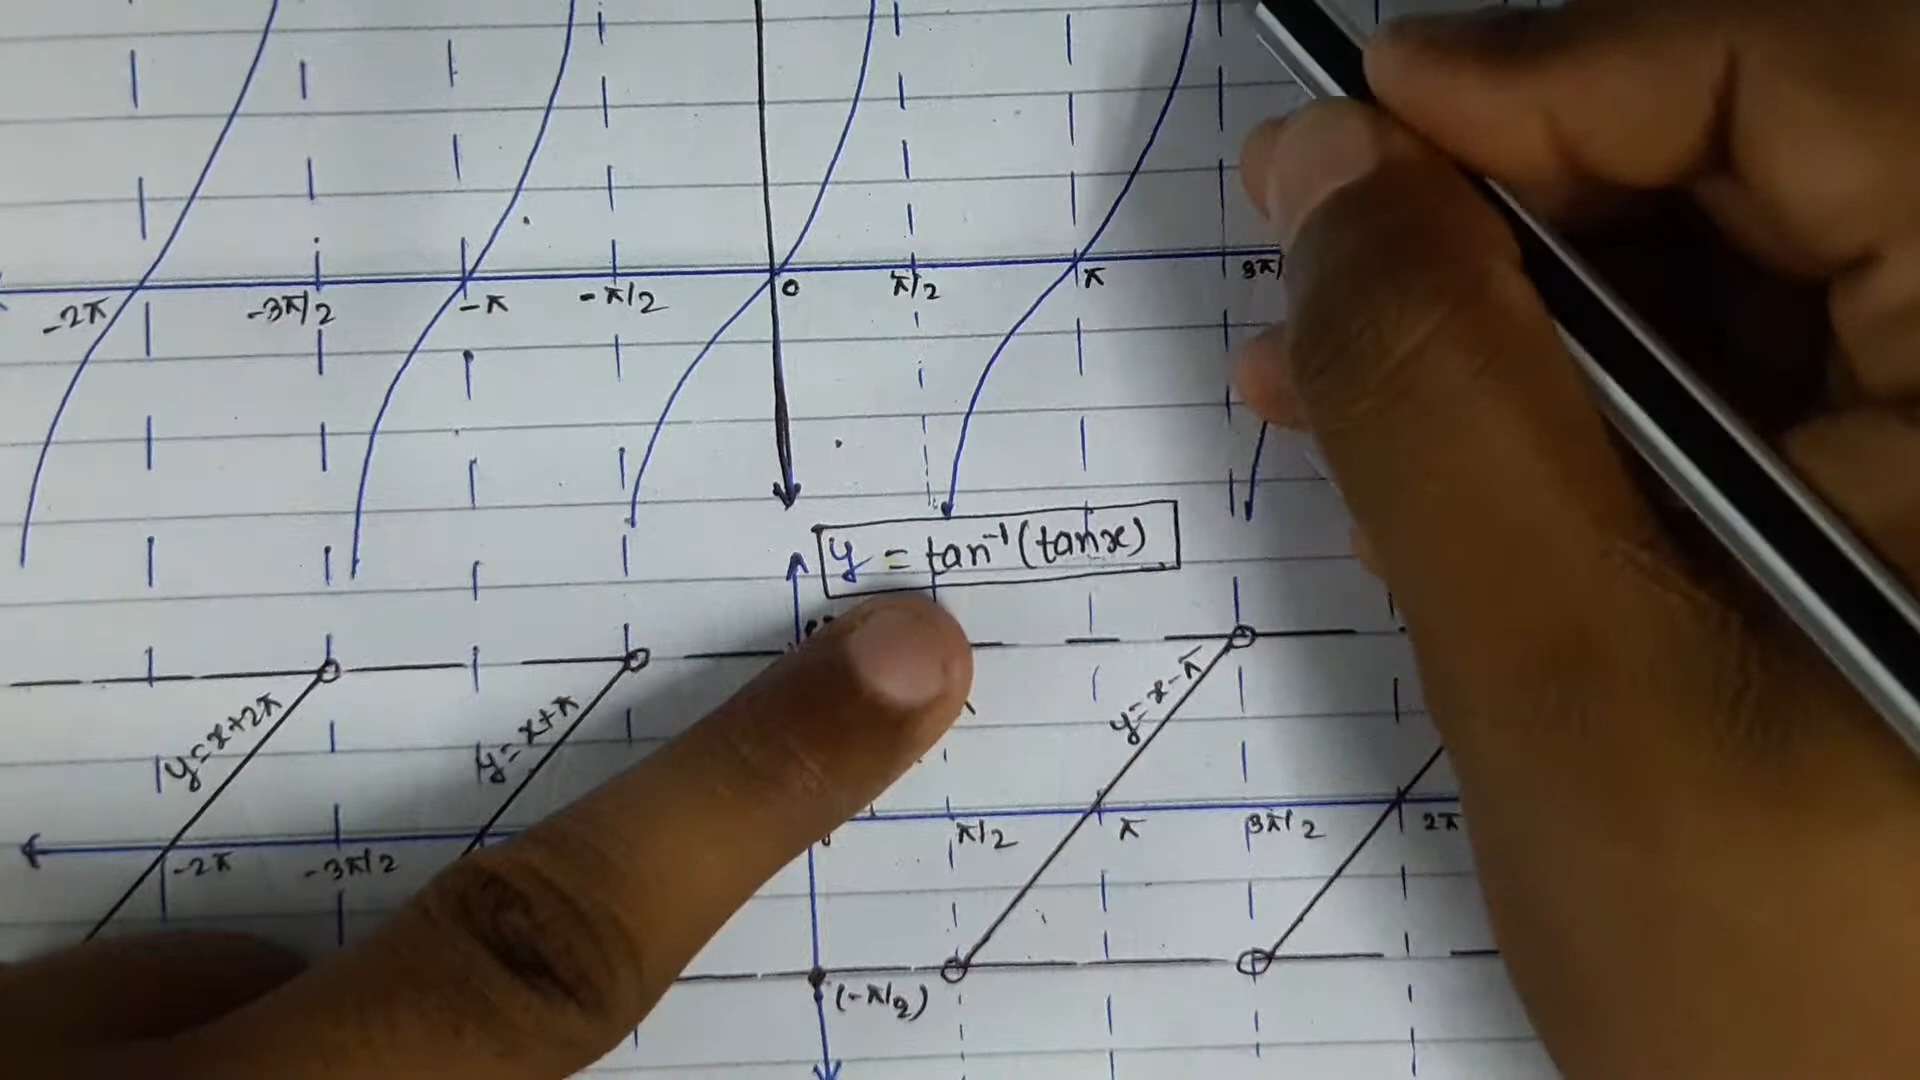 -2π -3π/2 -π -π/2 0 π/2 π
y = tan⁻¹(tanx)
y=x+2π y=x+π y=x-π
-2π -3π/2 π/2 π 3π/2 2π
(-π/2)